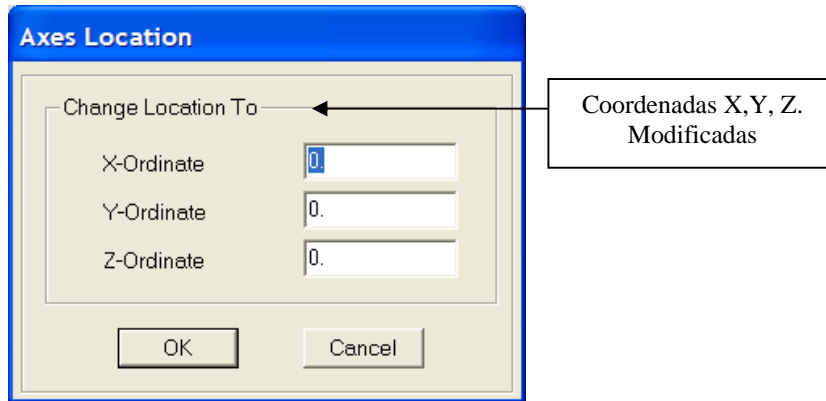 Axes Location
Change Location To
Coordenadas X,Y, Z.
Modificadas
X-Ordinate 0.
Y-Ordinate 0.
Z-Ordinate 0.
OK Cancel